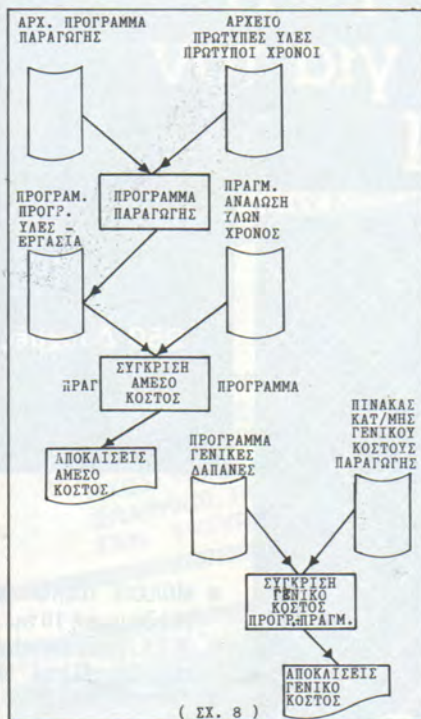 ΑΡΧ. ΠΡΟΓΡΑΜΜΑ
ΠΑΡΑΓΩΓΗΣ
ΑΡΧΕΙΟ
ΠΡΩΤΥΠΕΣ ΥΛΕΣ
ΠΡΩΤΥΠΟΙ ΧΡΟΝΟΙ
ΠΡΟΓΡΑΜ.
ΠΡΟΓ?.
ΥΛΕΣ -
ΕΡΓΑΣΙΑ
ΠΡΟΓΡΑΜΜΑ
ΠΑΡΑΓΩΓΗΣ
ΠΡΑΓΜ.
ΑΝΑΛΩΣΗ
ΥΛΩΝ
ΧΡΟΝΟΣ
ΠΡΑΓ
ΣΥΓΚΡΙΣΗ
ΑΜΕΣΟ
ΚΟΣΤΟΣ
ΠΡΟΓΡΑΜΜΑ
ΑΠΟΚΛΙΣΕΙΣ
ΑΜΕΣΟ
ΚΟΣΤΟΣ
ΠΡΟΓΡΑΜΜΑ
ΓΕΝΙΚΕΣ
ΔΑΠΑΝΕΣ
ΠΙΝΑΚΑΣ
ΚΑΤ/ΜΗΣ
ΓΕΝΙΚΟΥ
ΚΟΣΤΟΥΣ
ΠΑΡΑΓΩΓΗΣ
ΣΥΓΚΡΙΣΗ
ΓΕΝΙΚΟ
ΚΟΣΤΟΣ
ΠΡΟΓΡ.-ΠΡΑΓΜ.
ΑΠΟΚΛΙΣΕΙΣ
ΓΕΝΙΚΟ
ΚΟΣΤΟΣ
( ΣΧ. 8 )